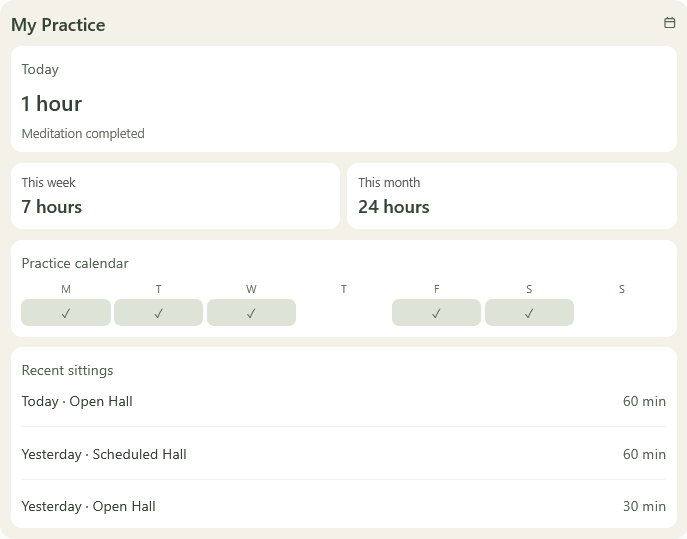 My Practice
Today
1 hour
Meditation completed
This week
7 hours
This month
24 hours
Practice calendar
M T W T F S S
✓ ✓ ✓ ✓ ✓
Recent sittings
Today · Open Hall 60 min
Yesterday · Scheduled Hall 60 min
Yesterday · Open Hall 30 min